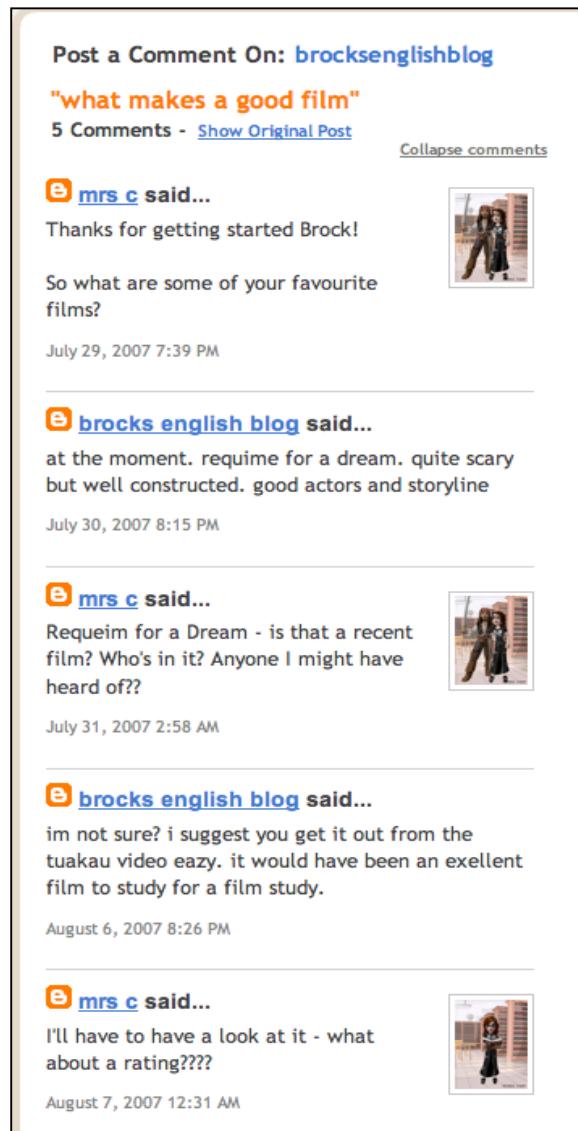 Post a Comment On: brocksenglishblog
"what makes a good film"
5 Comments - Show Original Post
Collapse comments
mrs c said...
Thanks for getting started Brock!
So what are some of your favourite
films?
July 29, 2007 7:39 PM
brocks english blog said...
at the moment. requime for a dream. quite scary
but well constructed. good actors and storyline
July 30, 2007 8:15 PM
mrs c said...
Requeim for a Dream - is that a recent
film? Who's in it? Anyone I might have
heard of??
July 31, 2007 2:58 AM
brocks english blog said...
im not sure? i suggest you get it out from the
tuakau video eazy. it would have been an exellent
film to study for a film study.
August 6, 2007 8:26 PM
mrs c said...
I'll have to have a look at it - what
about a rating????
August 7, 2007 12:31 AM